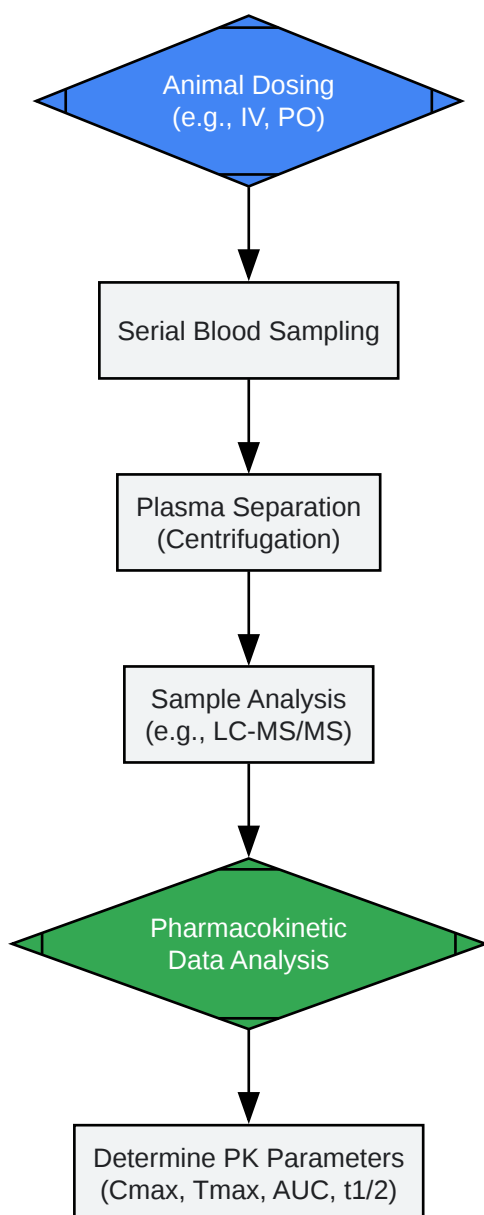 Animal Dosing
(e.g., IV, PO)
Serial Blood Sampling
Plasma Separation
(Centrifugation)
Sample Analysis
(e.g., LC-MS/MS)
Pharmacokinetic
Data Analysis
Determine PK Parameters
(Cmax, Tmax, AUC, t1/2)